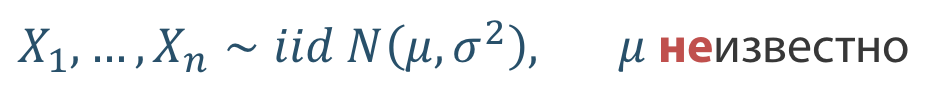 X₁, … , Xₙ ~ iid N(μ, σ²), μ неизвестно